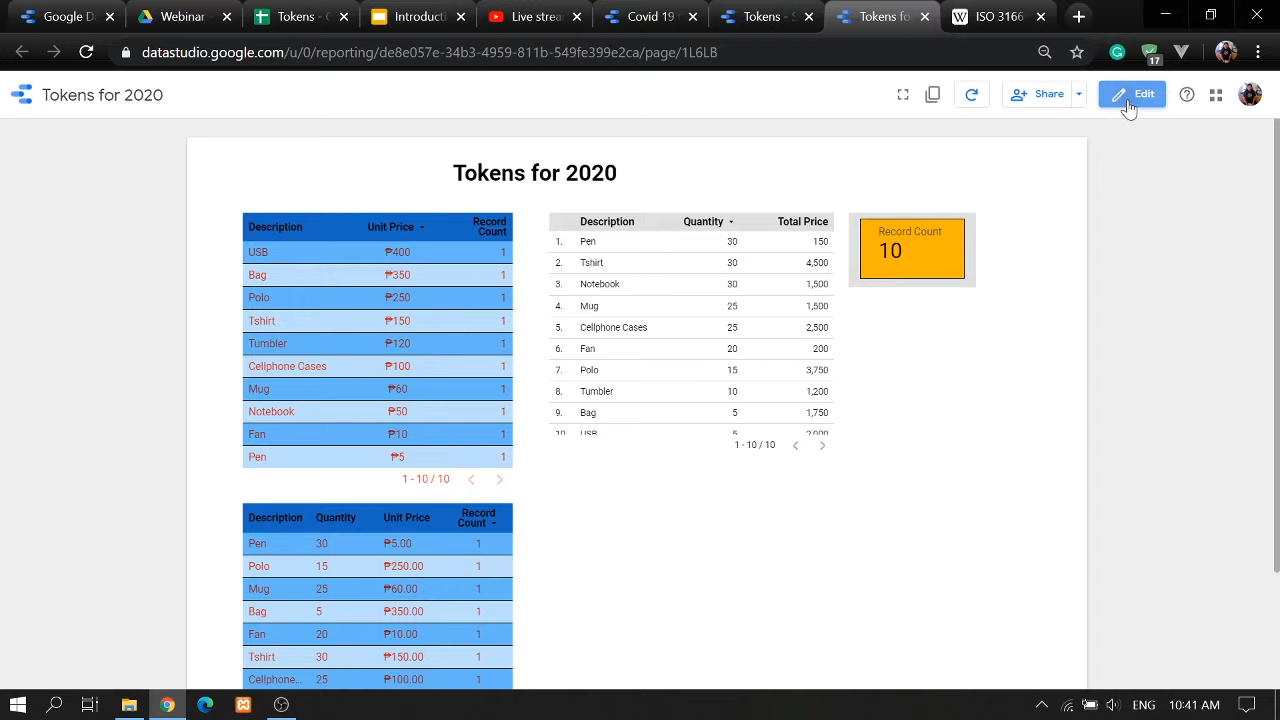 Google Da
Webinar
Tokens - G
Introducti
Live strean
Covid 19
Tokens - S
Tokens fo
ISO 3166
datastudio.google.com/u/0/reporting/de8e057e-34b3-4959-811b-549fe399e2ca/page/1L6LB
17
Tokens for 2020
Share
Edit
Tokens for 2020
Description Unit Price Record Count
USB ₱400 1
Bag ₱350 1
Polo ₱250 1
Tshirt ₱150 1
Tumbler ₱120 1
Cellphone Cases ₱100 1
Mug ₱60 1
Notebook ₱50 1
Fan ₱10 1
Pen ₱5 1
1 - 10 / 10
Description Quantity Total Price
1. Pen 30 150
2. Tshirt 30 4,500
3. Notebook 30 1,500
4. Mug 25 1,500
5. Cellphone Cases 25 2,500
6. Fan 20 200
7. Polo 15 3,750
8. Tumbler 10 1,200
9. Bag 5 1,750
10. USB 5 2,000
1 - 10 / 10
Record Count
10
Description Quantity Unit Price Record Count
Pen 30 ₱5.00 1
Polo 15 ₱250.00 1
Mug 25 ₱60.00 1
Bag 5 ₱350.00 1
Fan 20 ₱10.00 1
Tshirt 30 ₱150.00 1
Cellphone... 25 ₱100.00 1
ENG 10:41 AM